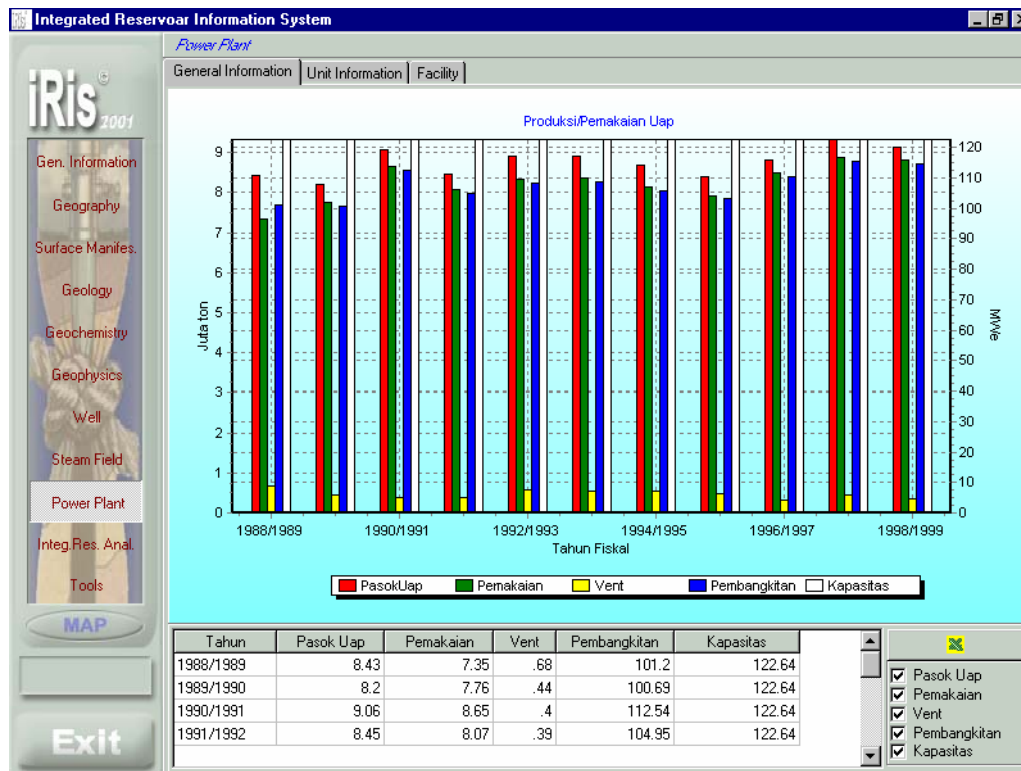 Integrated Reservoar Information System
iRis® 2001
Gen. Information
Geography
Surface Manifes.
Geology
Geochemistry
Geophysics
Well
Steam Field
Power Plant
Integ.Res. Anal.
Tools
MAP
Exit
Power Plant
General Information Unit Information Facility
Produksi/Pemakaian Uap
Juta ton
9
8
7
6
5
4
3
2
1
0
120
110
100
90
80
70
60
50
40
30
20
10
0
MWe
1988/1989 1990/1991 1992/1993 1994/1995 1996/1997 1998/1999
Tahun Fiskal
PasokUap Pemakaian Vent Pembangkitan Kapasitas
Tahun Pasok Uap Pemakaian Vent Pembangkitan Kapasitas
1988/1989 8.43 7.35 .68 101.2 122.64
1989/1990 8.2 7.76 .44 100.69 122.64
1990/1991 9.06 8.65 .4 112.54 122.64
1991/1992 8.45 8.07 .39 104.95 122.64
Pasok Uap
Pemakaian
Vent
Pembangkitan
Kapasitas